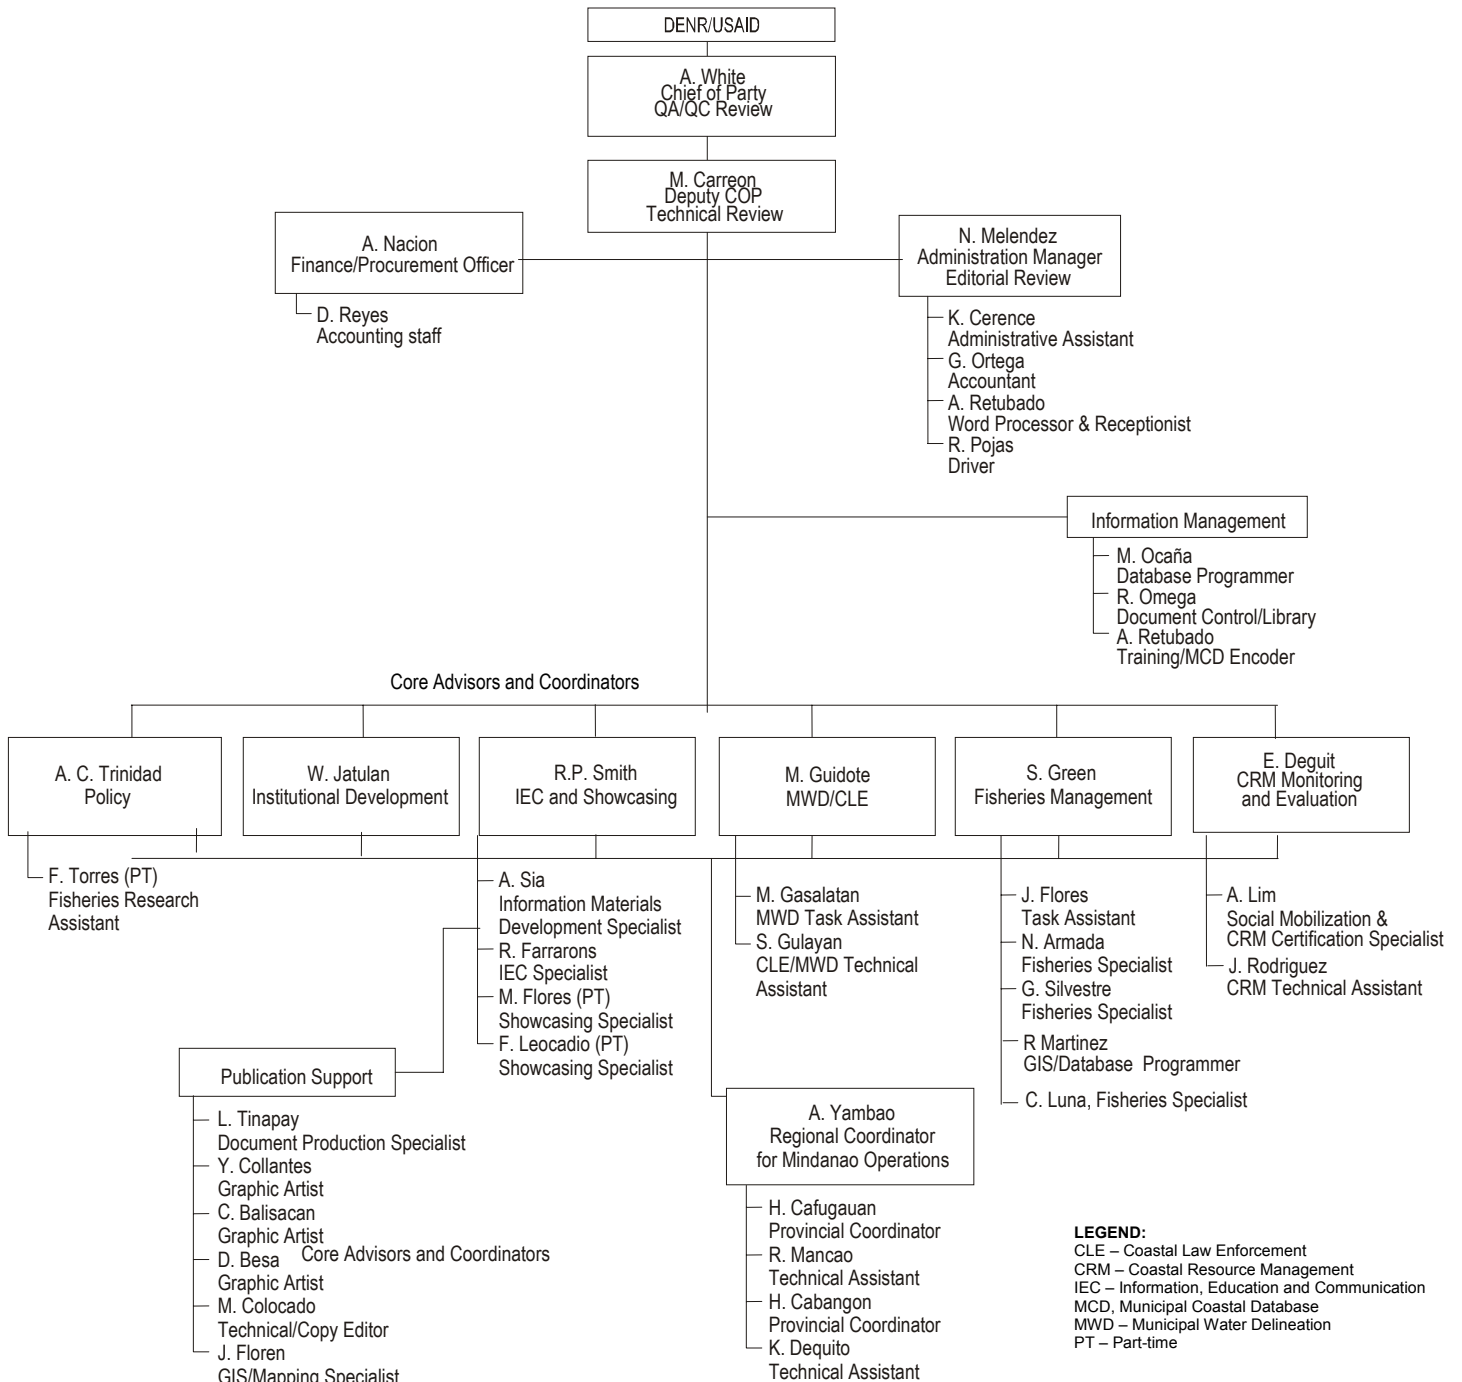 DENR/USAID
A. White
Chief of Party
QA/QC Review
M. Carreon
Deputy COP
Technical Review
A. Nacion
Finance/Procurement Officer
D. Reyes
Accounting staff
N. Melendez
Administration Manager
Editorial Review
K. Cerence
Administrative Assistant
G. Ortega
Accountant
A. Retubado
Word Processor & Receptionist
R. Pojas
Driver
Information Management
M. Ocaña
Database Programmer
R. Omega
Document Control/Library
A. Retubado
Training/MCD Encoder
Core Advisors and Coordinators
A. C. Trinidad
Policy
F. Torres (PT)
Fisheries Research
Assistant
W. Jatulan
Institutional Development
R.P. Smith
IEC and Showcasing
A. Sia
Information Materials
Development Specialist
R. Farrarons
IEC Specialist
M. Flores (PT)
Showcasing Specialist
F. Leocadio (PT)
Showcasing Specialist
M. Guidote
MWD/CLE
M. Gasalatan
MWD Task Assistant
S. Gulayan
CLE/MWD Technical
Assistant
S. Green
Fisheries Management
J. Flores
Task Assistant
N. Armada
Fisheries Specialist
G. Silvestre
Fisheries Specialist
R Martinez
GIS/Database Programmer
C. Luna, Fisheries Specialist
E. Deguit
CRM Monitoring
and Evaluation
A. Lim
Social Mobilization &
CRM Certification Specialist
J. Rodriguez
CRM Technical Assistant
Publication Support
L. Tinapay
Document Production Specialist
Y. Collantes
Graphic Artist
C. Balisacan
Graphic Artist
D. Besa
Core Advisors and Coordinators
Graphic Artist
M. Colocado
Technical/Copy Editor
J. Floren
GIS/Mapping Specialist
A. Yambao
Regional Coordinator
for Mindanao Operations
H. Cafugauan
Provincial Coordinator
R. Mancao
Technical Assistant
H. Cabangon
Provincial Coordinator
K. Dequito
Technical Assistant
LEGEND:
CLE – Coastal Law Enforcement
CRM – Coastal Resource Management
IEC – Information, Education and Communication
MCD, Municipal Coastal Database
MWD – Municipal Water Delineation
PT – Part-time